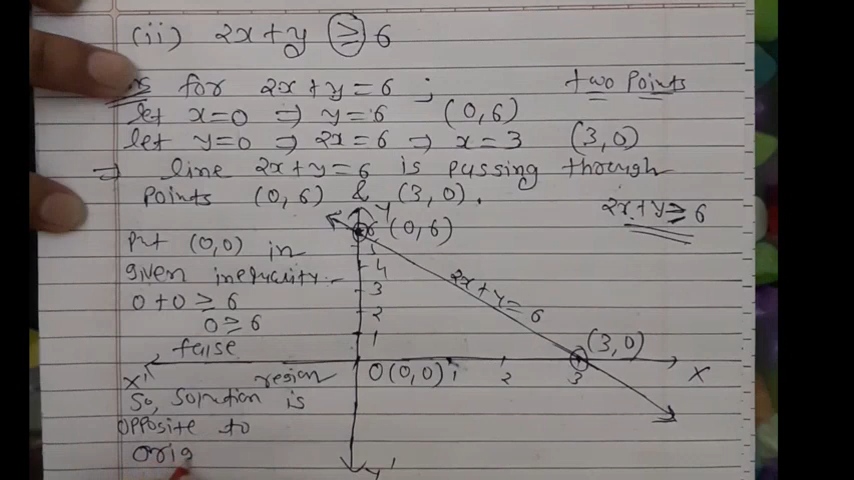 (ii) 2x+y ≥ 6
for 2x+y=6 ; two points
let x=0 ⇒ y=6 (0,6)
let y=0 ⇒ 2x=6 ⇒ x=3 (3,0)
⇒ line 2x+y=6 is passing through
points (0,6) & (3,0).
2x+y≥6
Y
6 (0,6)
5
4
3
2
1
2x+y=6
(3,0)
X' O(0,0) 1 2 3 X
Y'
Put (0,0) in
given inequality -
0+0 ≥ 6
0 ≥ 6
false
So, solution region is
opposite to
orig